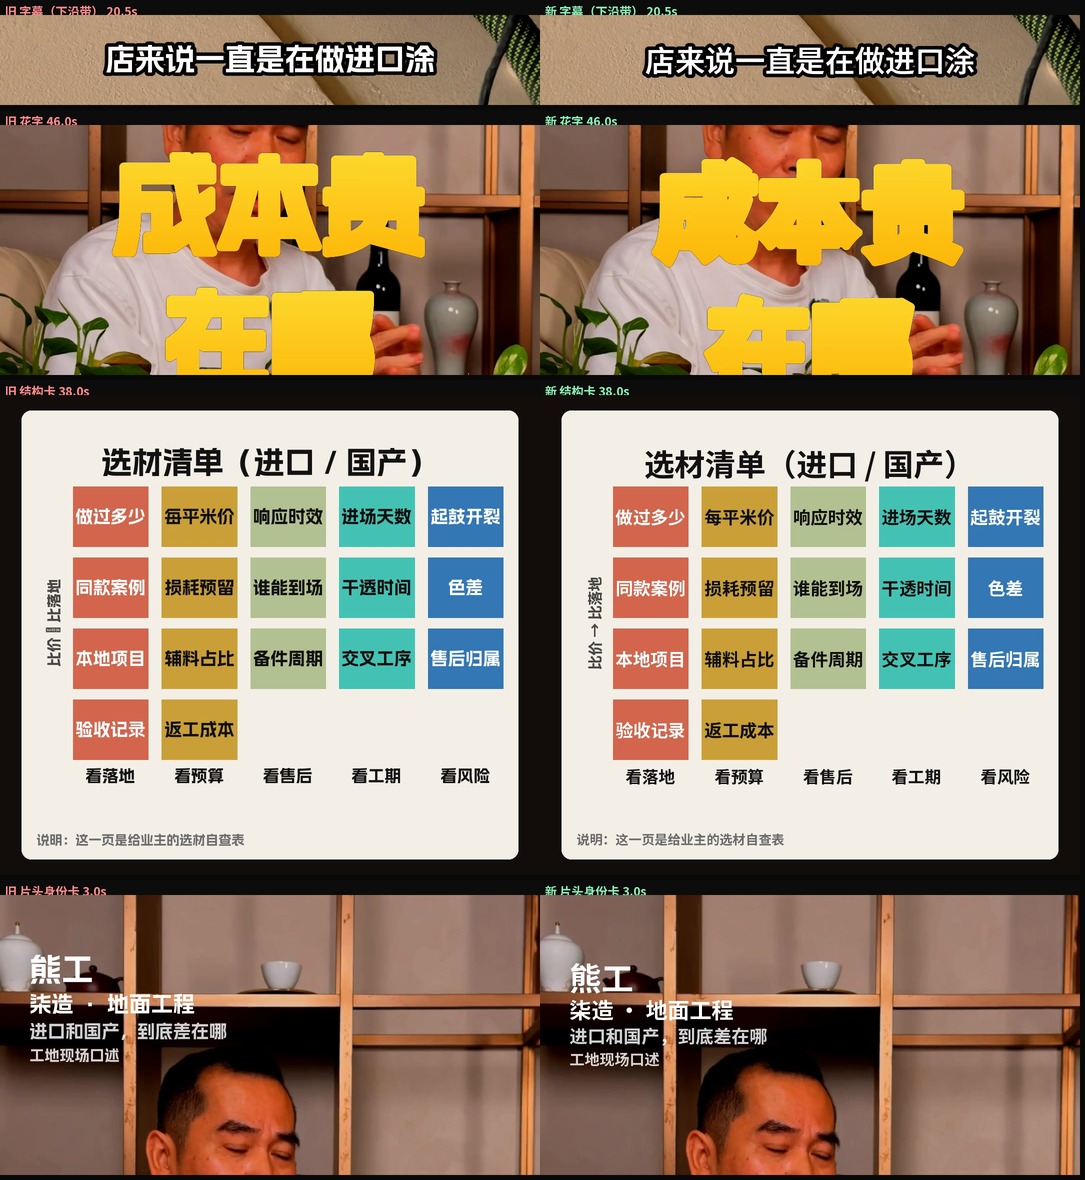 旧 字幕（下沿带） 20.5s
新 字幕（下沿带） 20.5s
店来说一直是在做进口涂
店来说一直是在做进口涂
旧 花字 46.0s
新 花字 46.0s
成本贵
在
成本贵
在
旧 结构卡 38.0s
新 结构卡 38.0s
选材清单（进口 / 国产）
做过多少 每平米价 响应时效 进场天数 起鼓开裂
同款案例 损耗预留 谁能到场 干透时间 色差
本地项目 辅料占比 备件周期 交叉工序 售后归属
验收记录 返工成本
看落地 看预算 看售后 看工期 看风险
比价 比落地
说明：这一页是给业主的选材自查表
选材清单（进口 / 国产）
做过多少 每平米价 响应时效 进场天数 起鼓开裂
同款案例 损耗预留 谁能到场 干透时间 色差
本地项目 辅料占比 备件周期 交叉工序 售后归属
验收记录 返工成本
看落地 看预算 看售后 看工期 看风险
比价 → 比落地
说明：这一页是给业主的选材自查表
旧 片头身份卡 3.0s
新 片头身份卡 3.0s
熊工
柒造 · 地面工程
进口和国产，到底差在哪
工地现场口述
熊工
柒造 · 地面工程
进口和国产，到底差在哪
工地现场口述